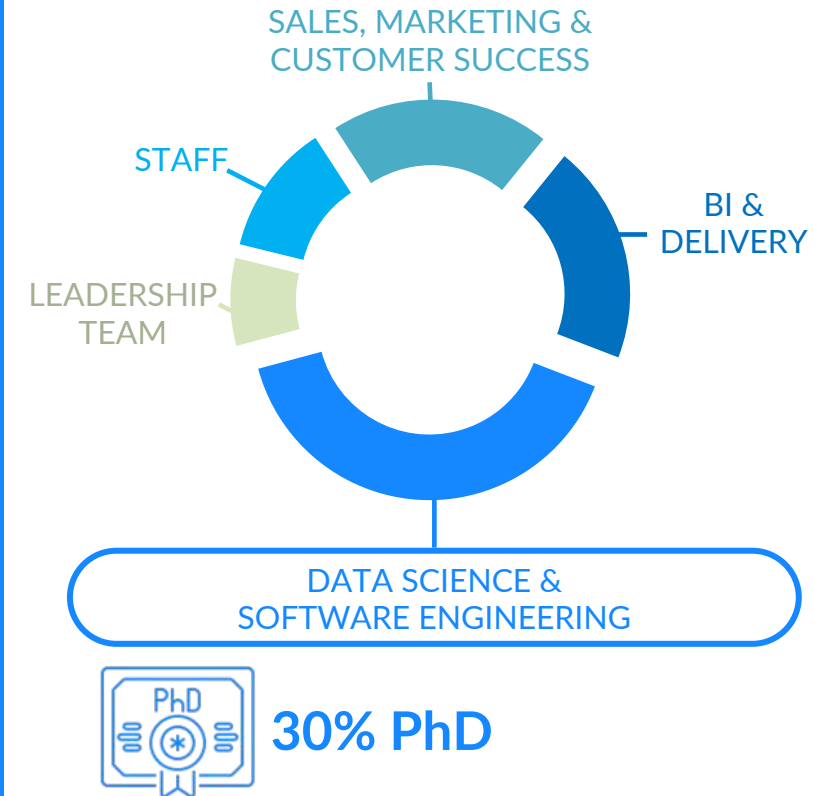 SALES, MARKETING &
CUSTOMER SUCCESS
STAFF
BI &
DELIVERY
LEADERSHIP
TEAM
DATA SCIENCE &
SOFTWARE ENGINEERING
PhD
30% PhD